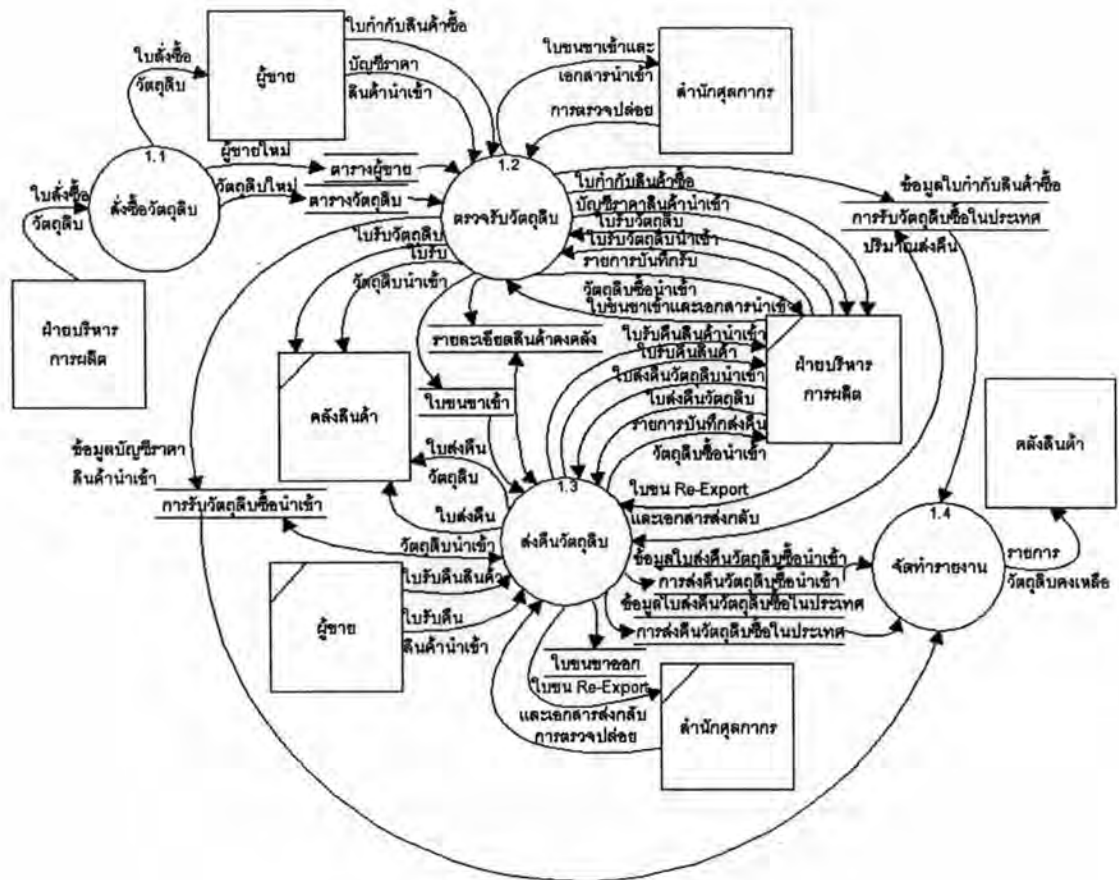 ใบสั่งซื้อ
วัตถุดิบ
ผู้ขาย
ใบกำกับสินค้าซื้อ
บัญชีราคา
สินค้านำเข้า
ใบขนขาเข้าและ
เอกสารนำเข้า
การตรวจปล่อย
สำนักศุลกากร
1.1
สั่งซื้อวัตถุดิบ
ใบสั่งซื้อ
วัตถุดิบ
ผู้ขายใหม่
ตารางผู้ขาย
วัตถุดิบใหม่
ตารางวัตถุดิบ
1.2
ตรวจรับวัตถุดิบ
ใบกำกับสินค้าซื้อ
บัญชีราคาสินค้านำเข้า
ใบรับวัตถุดิบ
ใบรับวัตถุดิบนำเข้า
รายการบันทึกรับ
วัตถุดิบซื้อนำเข้า
ใบขนขาเข้าและเอกสารนำเข้า
ข้อมูลใบกำกับสินค้าซื้อ
การรับวัตถุดิบซื้อในประเทศ
ปริมาณส่งคืน
ฝ่ายบริหาร
การผลิต
ใบรับวัตถุดิบ
ใบรับ
วัตถุดิบนำเข้า
รายละเอียดสินค้าคงคลัง
คลังสินค้า
ใบขนขาเข้า
ใบรับคืนสินค้านำเข้า
ใบรับคืนสินค้า
ใบส่งคืนวัตถุดิบนำเข้า
ใบส่งคืนวัตถุดิบ
รายการบันทึกส่งคืน
วัตถุดิบซื้อนำเข้า
ฝ่ายบริหาร
การผลิต
คลังสินค้า
ข้อมูลบัญชีราคา
สินค้านำเข้า
การรับวัตถุดิบซื้อนำเข้า
ใบส่งคืน
วัตถุดิบ
ใบส่งคืน
วัตถุดิบนำเข้า
1.3
ส่งคืนวัตถุดิบ
ใบขน Re-Export
และเอกสารส่งกลับ
1.4
จัดทำรายงาน
รายการ
วัตถุดิบคงเหลือ
ผู้ขาย
ใบรับคืนสินค้า
ใบรับคืน
สินค้านำเข้า
ข้อมูลใบส่งคืนวัตถุดิบซื้อนำเข้า
การส่งคืนวัตถุดิบซื้อนำเข้า
ข้อมูลใบส่งคืนวัตถุดิบซื้อในประเทศ
การส่งคืนวัตถุดิบซื้อในประเทศ
ใบขนขาออก
ใบขน Re-Export
และเอกสารส่งกลับ
การตรวจปล่อย
สำนักศุลกากร